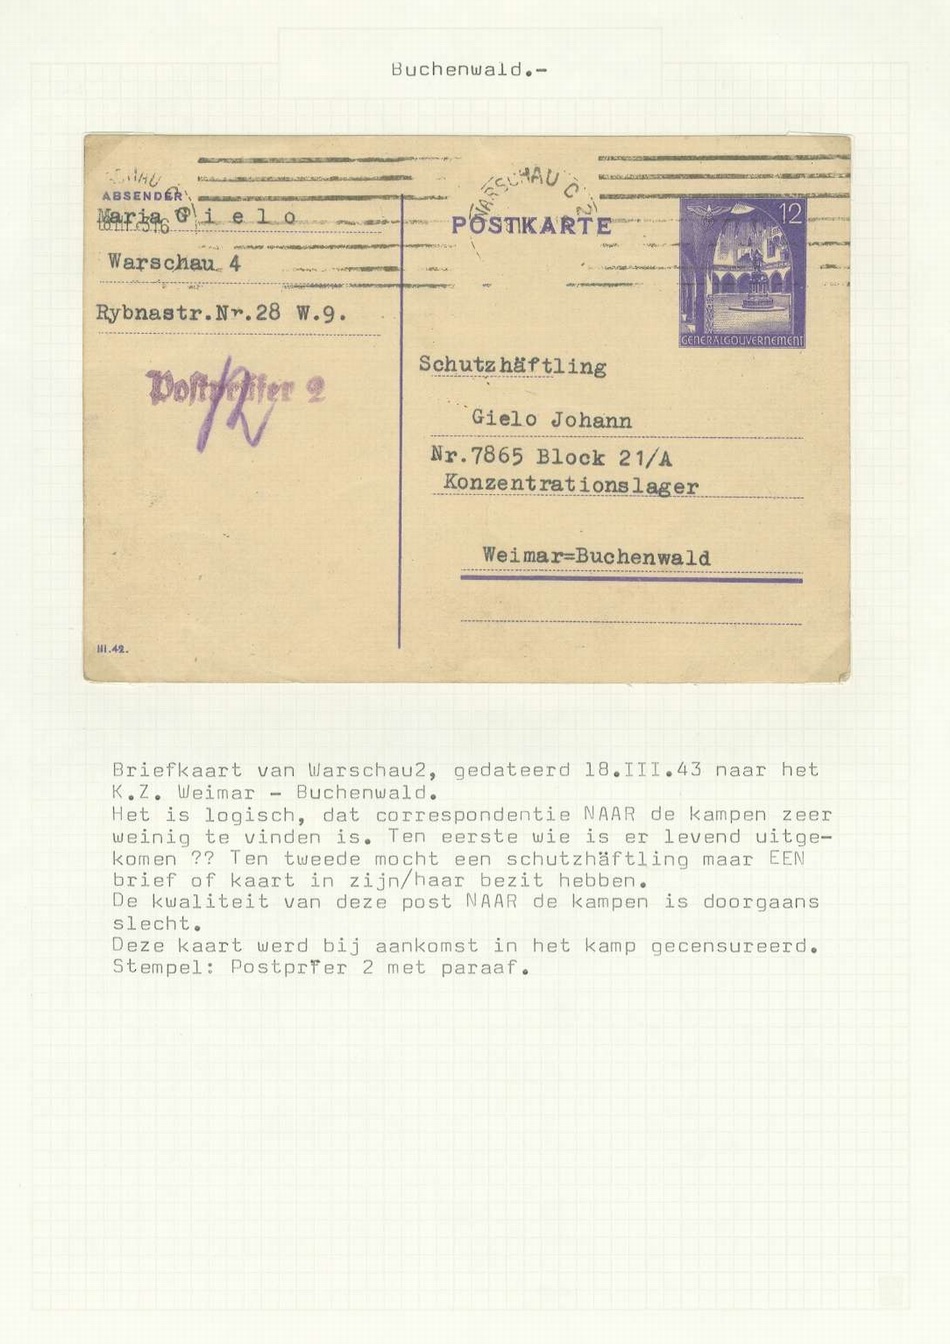 Buchenwald.-
WARSCHAU C 2
ABSENDER
Maria G i e l o
Warschau 4
Rybnastr.Nr.28 W.9.
Postprüfer 2
POSTKARTE
12
GENERALGOUVERNEMENT
Schutzhäftling
Gielo Johann
Nr.7865 Block 21/A
Konzentrationslager
Weimar=Buchenwald
III.42.
Briefkaart van Warschau2, gedateerd 18.III.43 naar het
K.Z. Weimar - Buchenwald.
Het is logisch, dat correspondentie NAAR de kampen zeer
weinig te vinden is. Ten eerste wie is er levend uitge-
komen ?? Ten tweede mocht een schutzhäftling maar EEN
brief of kaart in zijn/haar bezit hebben.
De kwaliteit van deze post NAAR de kampen is doorgaans
slecht.
Deze kaart werd bij aankomst in het kamp gecensureerd.
Stempel: Postprfer 2 met paraaf.